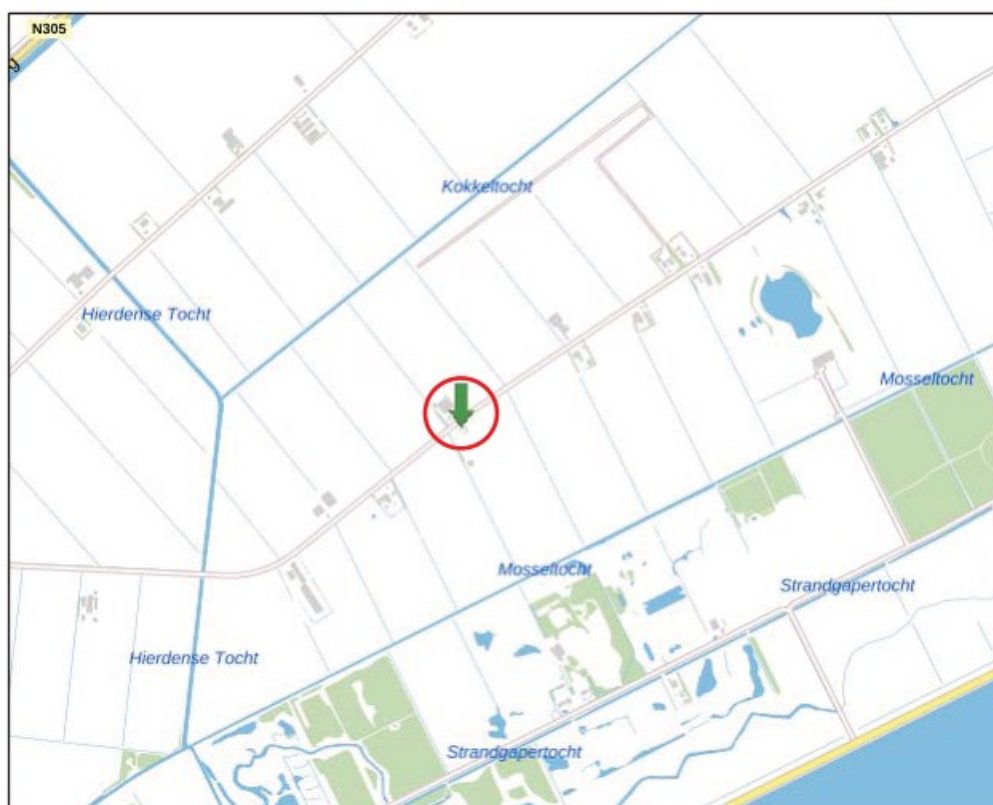 N305
Kokkeltocht
Hierdense Tocht
Mosseltocht
Mosseltocht
Strandgapertocht
Hierdense Tocht
Strandgapertocht